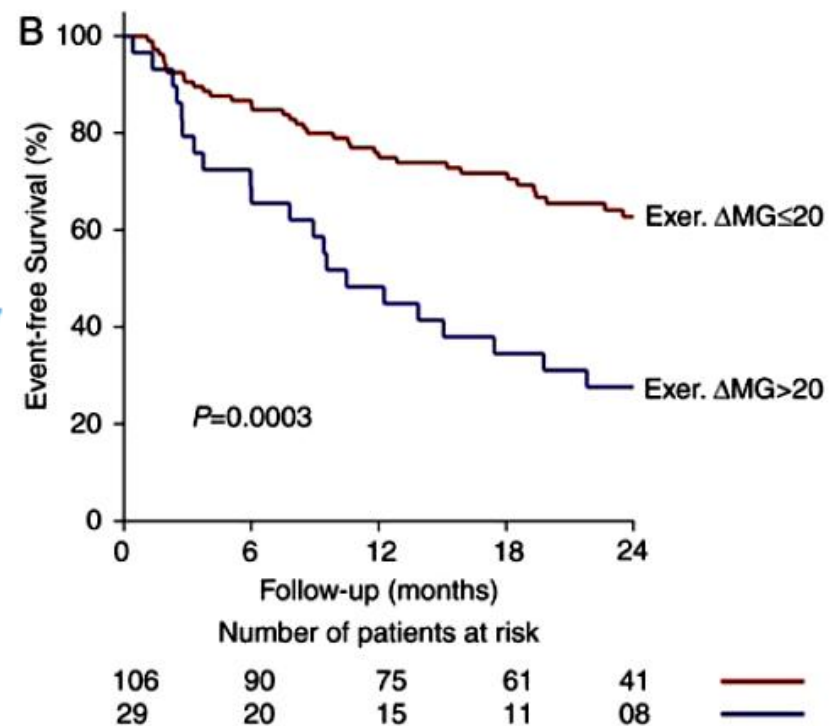 B
100
80
60
40
20
0
Event-free Survival (%)
Exer. ΔMG≤20
Exer. ΔMG>20
P=0.0003
0 6 12 18 24
Follow-up (months)
Number of patients at risk
106 90 75 61 41
29 20 15 11 08